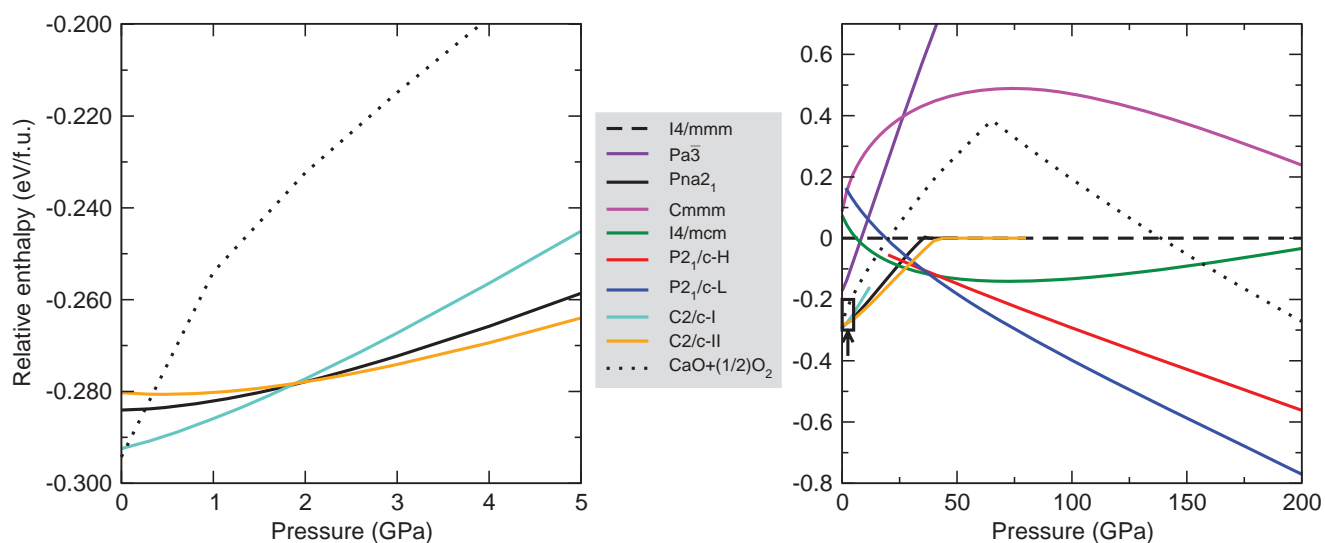 Relative enthalpy (eV/f.u.)
-0.200
-0.220
-0.240
-0.260
-0.280
-0.300
0 1 2 3 4 5
Pressure (GPa)
I4/mmm
Pa3̅
Pna2₁
Cmmm
I4/mcm
P2₁/c-H
P2₁/c-L
C2/c-I
C2/c-II
CaO+(1/2)O₂
0.6
0.4
0.2
0
-0.2
-0.4
-0.6
-0.8
0 50 100 150 200
Pressure (GPa)